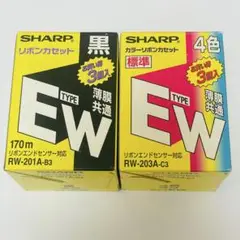 SHARP
リボンカセット
黒
お買い得
3個入
TYPE
EW
薄膜
共通
170m
リボンエンドセンサー対応
RW-201A-B3
SHARP
カラーリボンカセット
4色
標準
お買い得
3個入
TYPE
EW
薄膜
共通
リボンエンドセンサー対応
RW-203A-C3